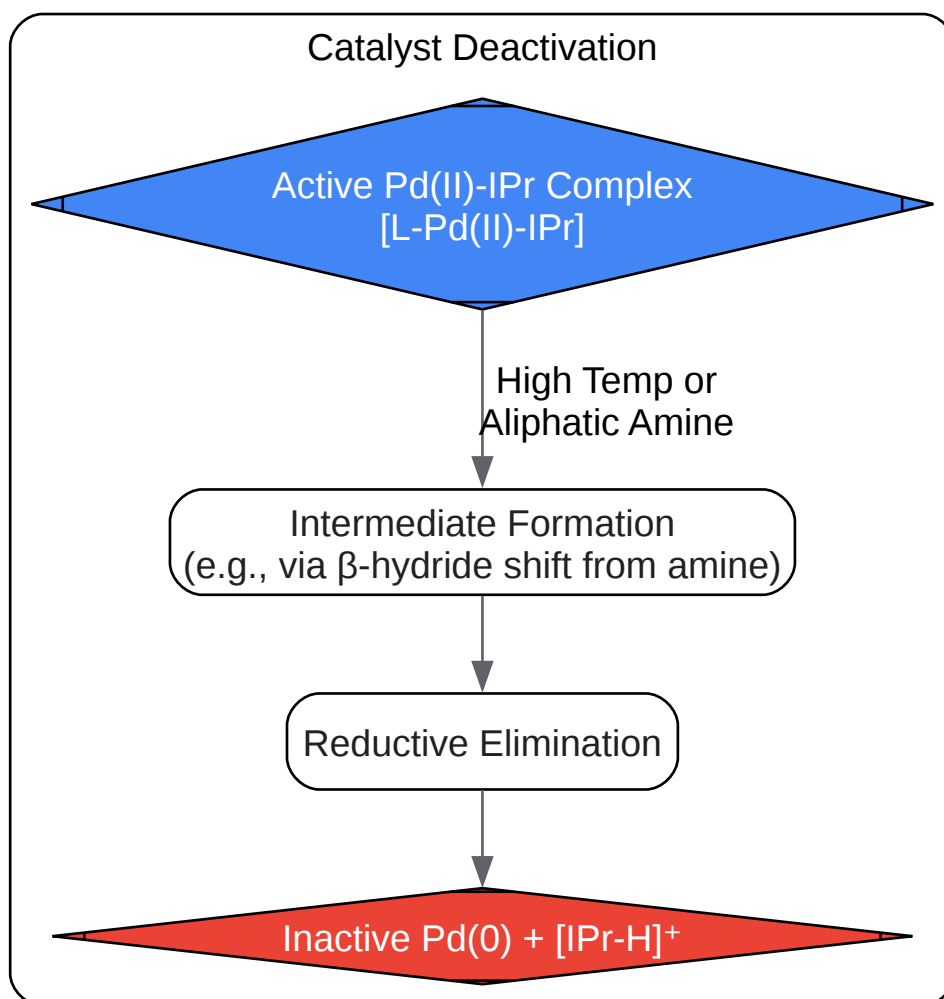 Catalyst Deactivation
Active Pd(II)-IPr Complex
[L-Pd(II)-IPr]
High Temp or
Aliphatic Amine
Intermediate Formation
(e.g., via β-hydride shift from amine)
Reductive Elimination
Inactive Pd(0) + [IPr-H]⁺